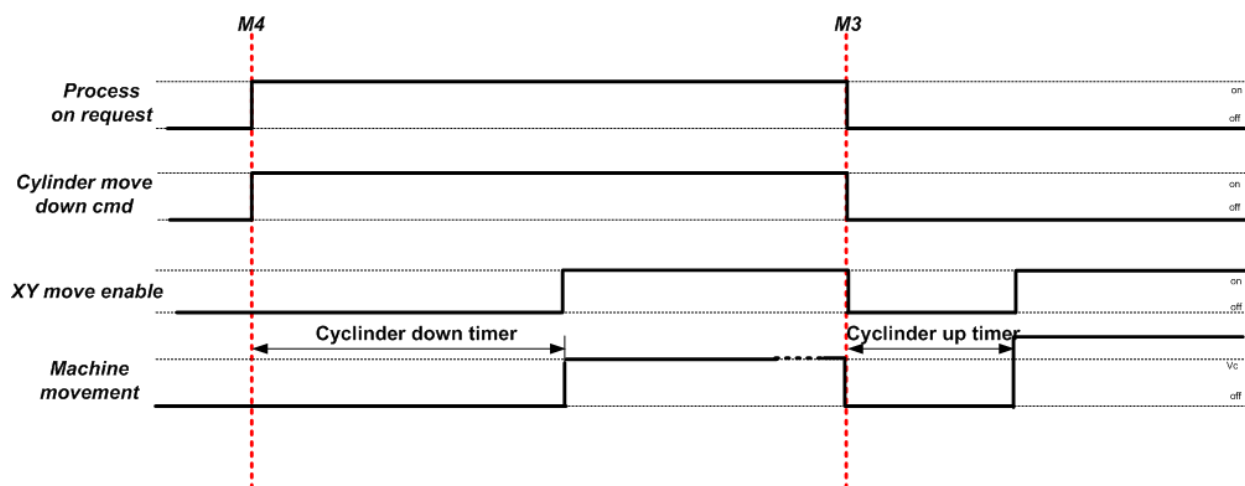 M4 M3
Process
on request
on
off
Cylinder move
down cmd
on
off
XY move enable
on
off
Cyclinder down timer
Cyclinder up timer
Machine
movement
Vc
off